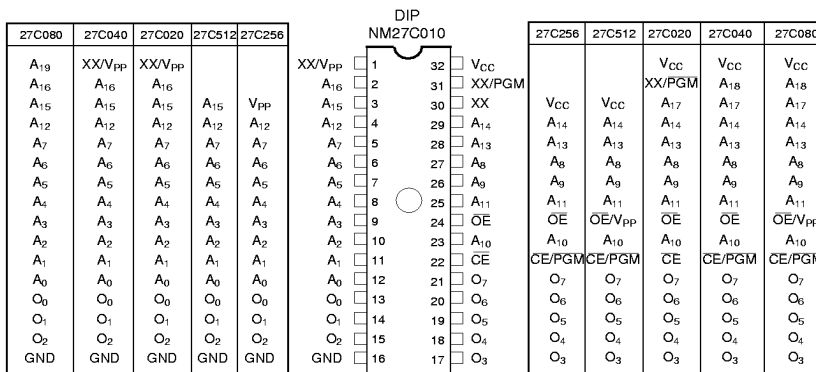 DIP
NM27C010
27C080 27C040 27C020 27C512 27C256 27C256 27C512 27C020 27C040 27C080
A19 XX/VPP XX/VPP XX/VPP 1 32 VCC VCC VCC VCC
A16 A16 A16 A16 2 31 XX/PGM XX/PGM A18 A18
A15 A15 A15 A15 VPP A15 3 30 XX VCC VCC A17 A17 A17
A12 A12 A12 A12 A12 A12 4 29 A14 A14 A14 A14 A14 A14
A7 A7 A7 A7 A7 A7 5 28 A13 A13 A13 A13 A13 A13
A6 A6 A6 A6 A6 A6 6 27 A8 A8 A8 A8 A8 A8
A5 A5 A5 A5 A5 A5 7 26 A9 A9 A9 A9 A9 A9
A4 A4 A4 A4 A4 A4 8 25 A11 A11 A11 A11 A11 A11
A3 A3 A3 A3 A3 A3 9 24 OE OE OE/VPP OE OE OE/VPP
A2 A2 A2 A2 A2 A2 10 23 A10 A10 A10 A10 A10 A10
A1 A1 A1 A1 A1 A1 11 22 CE CE/PGM CE/PGM CE CE/PGM CE/PGM
A0 A0 A0 A0 A0 A0 12 21 O7 O7 O7 O7 O7 O7
O0 O0 O0 O0 O0 O0 13 20 O6 O6 O6 O6 O6 O6
O1 O1 O1 O1 O1 O1 14 19 O5 O5 O5 O5 O5 O5
O2 O2 O2 O2 O2 O2 15 18 O4 O4 O4 O4 O4 O4
GND GND GND GND GND GND 16 17 O3 O3 O3 O3 O3 O3